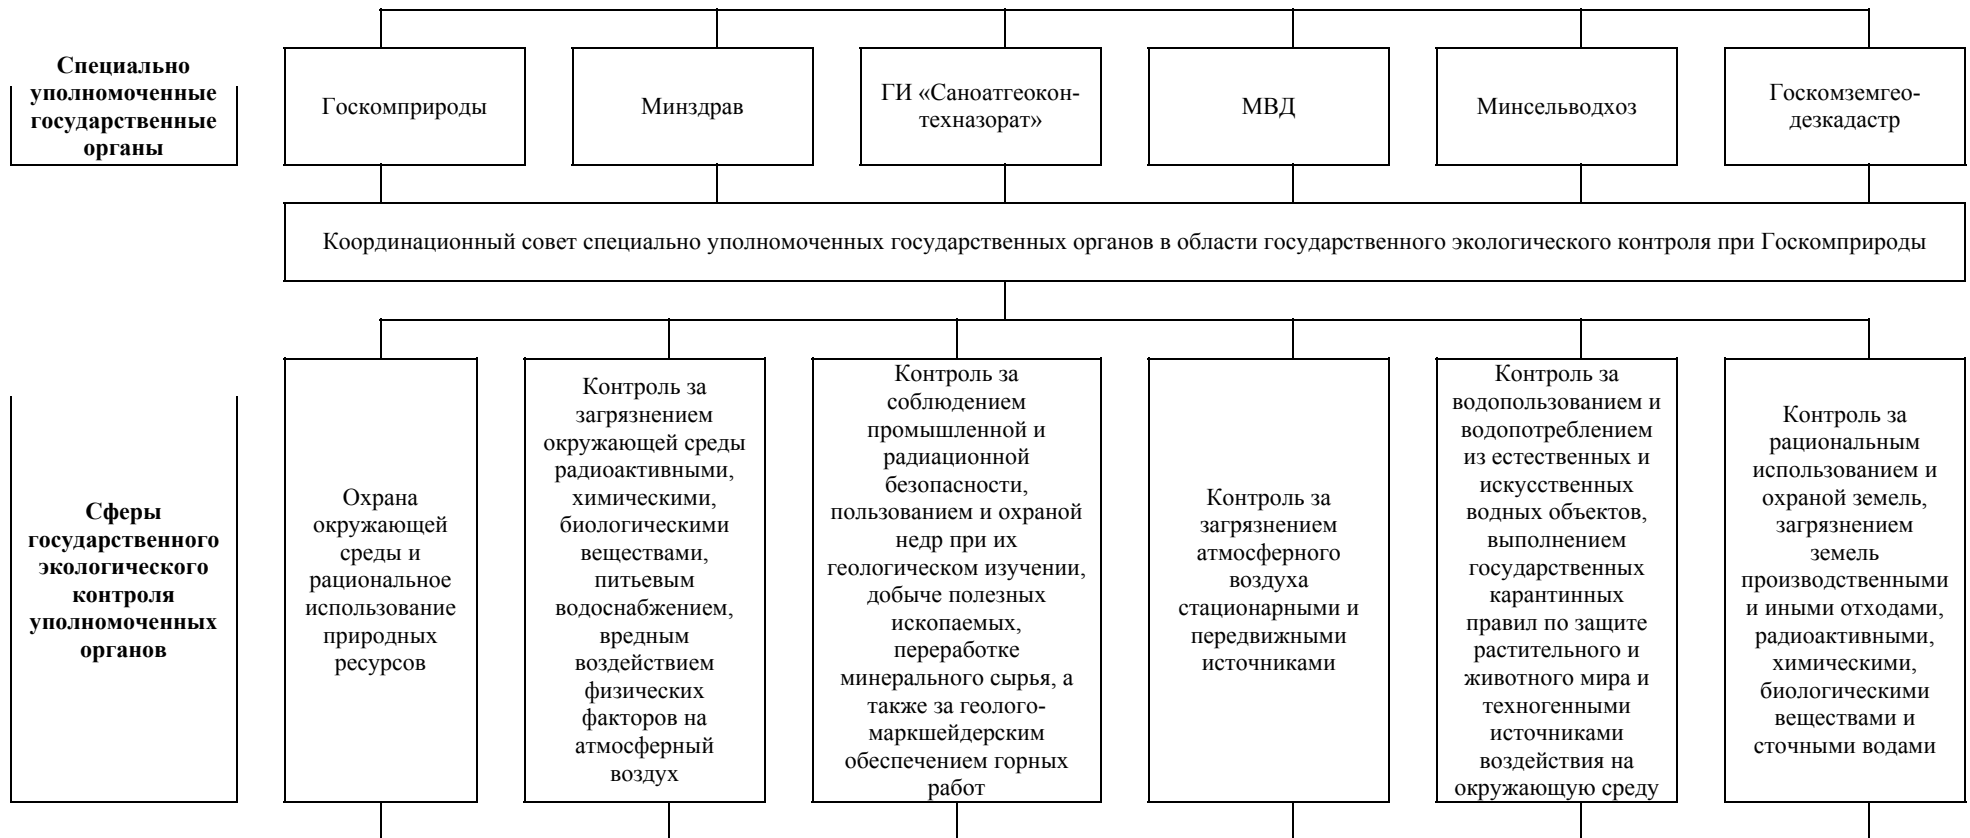 Специально
уполномоченные
государственные
органы
Госкомприроды
Минздрав
ГИ «Саноатгеокон-
техназорат»
МВД
Минсельводхоз
Госкомземгео-
дезкадастр
Координационный совет специально уполномоченных государственных органов в области государственного экологического контроля при Госкомприроды
Сферы
государственного
экологического
контроля
уполномоченных
органов
Охрана
окружающей
среды и
рациональное
использование
природных
ресурсов
Контроль за
загрязнением
окружающей среды
радиоактивными,
химическими,
биологическими
веществами,
питьевым
водоснабжением,
вредным
воздействием
физических
факторов на
атмосферный
воздух
Контроль за
соблюдением
промышленной и
радиационной
безопасности,
пользованием и охраной
недр при их
геологическом изучении,
добыче полезных
ископаемых,
переработке
минерального сырья, а
также за геолого-
маркшейдерским
обеспечением горных
работ
Контроль за
загрязнением
атмосферного
воздуха
стационарными и
передвижными
источниками
Контроль за
водопользованием и
водопотреблением
из естественных и
искусственных
водных объектов,
выполнением
государственных
карантинных
правил по защите
растительного и
животного мира и
техногенными
источниками
воздействия на
окружающую среду
Контроль за
рациональным
использованием и
охраной земель,
загрязнением
земель
производственными
и иными отходами,
радиоактивными,
химическими,
биологическими
веществами и
сточными водами